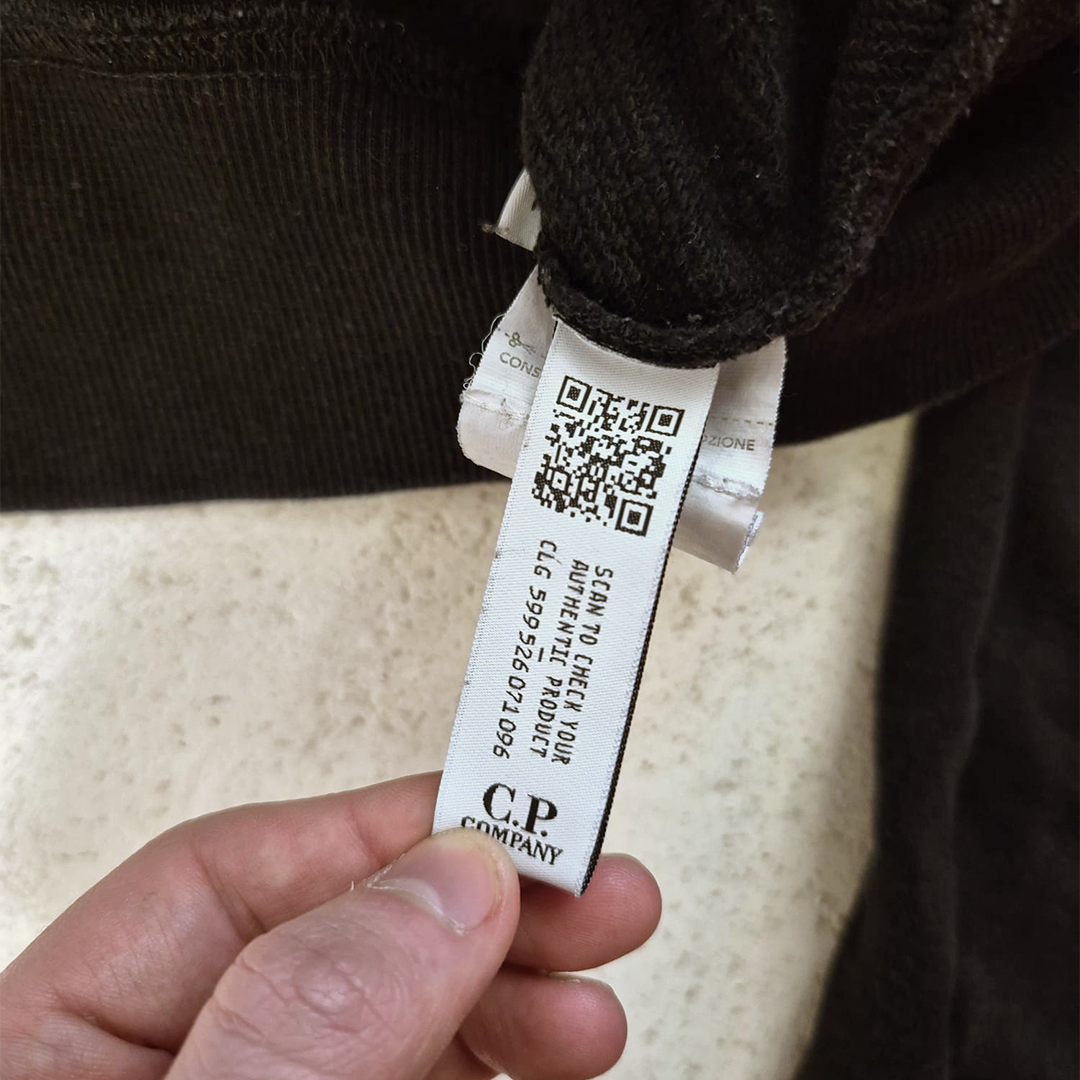 SCAN TO CHECK YOUR
AUTHENTIC PRODUCT
CLG 599526071096
C.P.
COMPANY